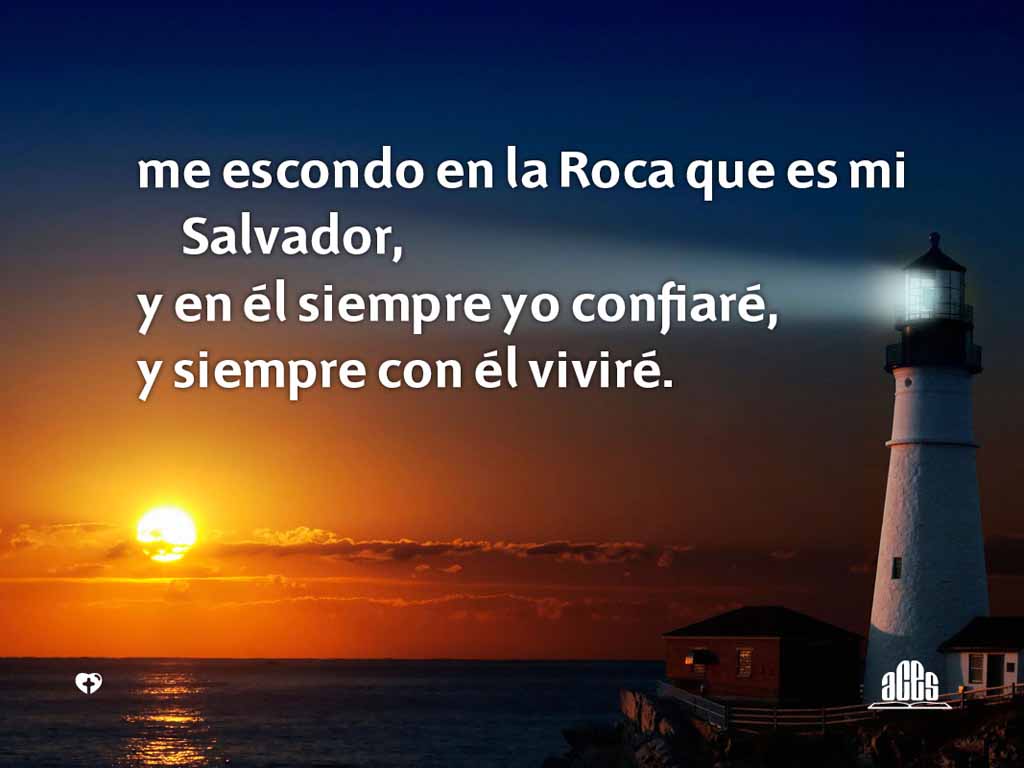 me escondo en la Roca que es mi
Salvador,
y en él siempre yo confiaré,
y siempre con él viviré.
aces